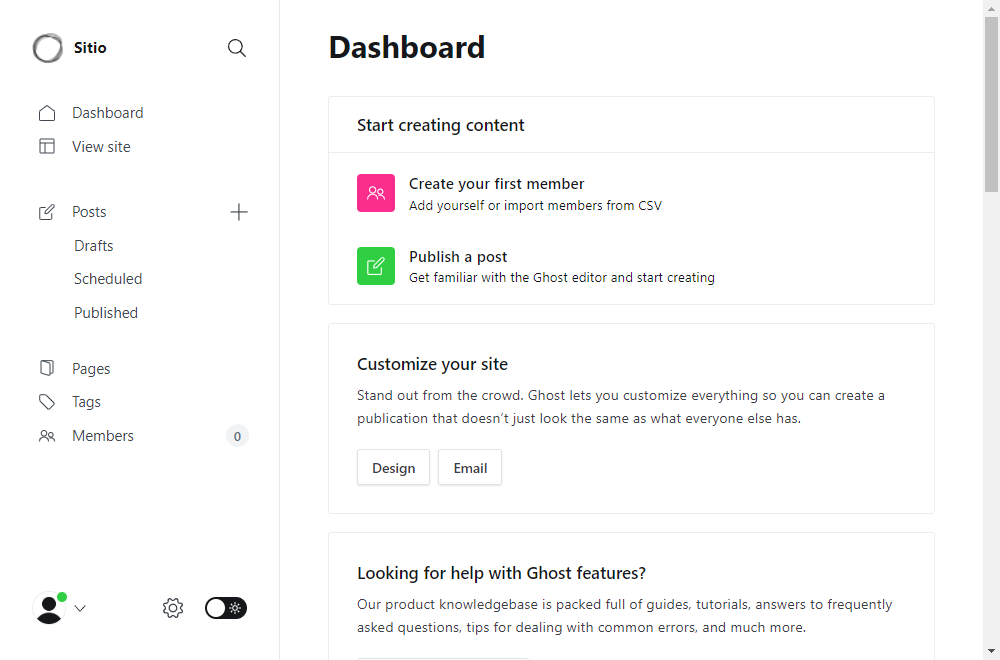 Sitio
Dashboard
View site
Posts
Drafts
Scheduled
Published
Pages
Tags
Members
0
Dashboard
Start creating content
Create your first member
Add yourself or import members from CSV
Publish a post
Get familiar with the Ghost editor and start creating
Customize your site
Stand out from the crowd. Ghost lets you customize everything so you can create a
publication that doesn’t just look the same as what everyone else has.
Design
Email
Looking for help with Ghost features?
Our product knowledgebase is packed full of guides, tutorials, answers to frequently
asked questions, tips for dealing with common errors, and much more.